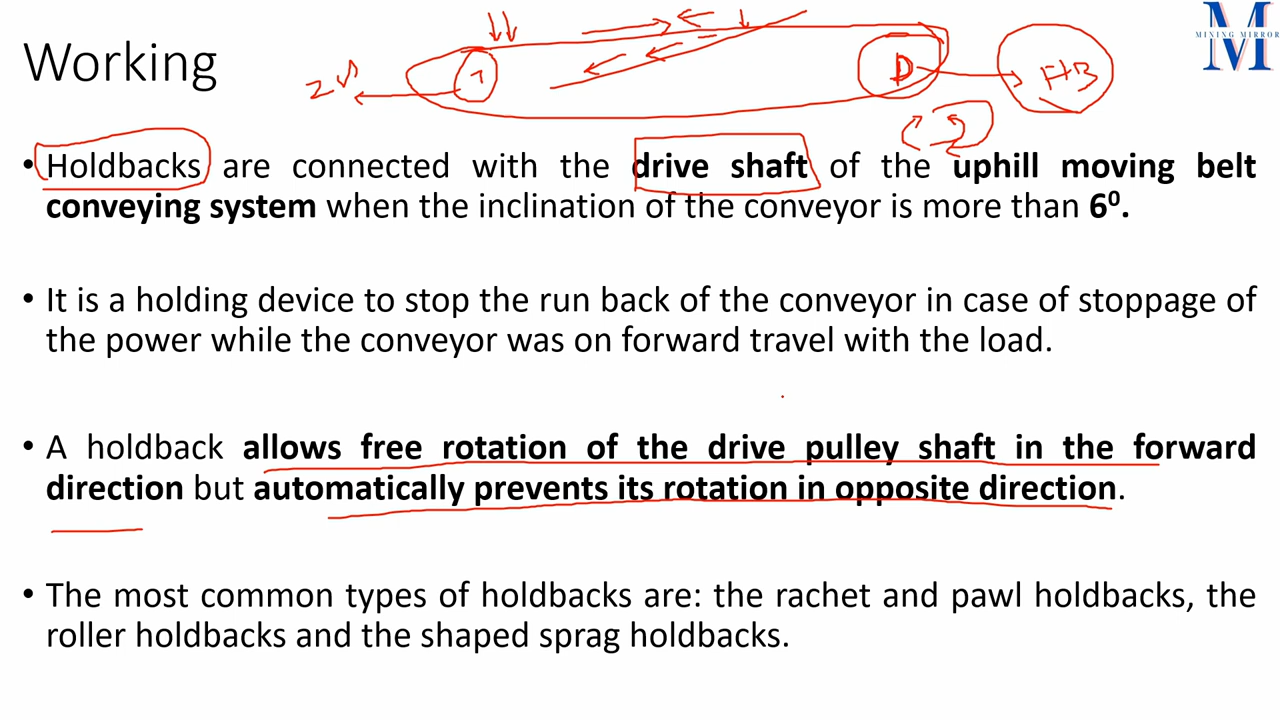 Working
M
MINING MIRROR
D
HB
• Holdbacks are connected with the drive shaft of the uphill moving belt
conveying system when the inclination of the conveyor is more than 6⁰.
• It is a holding device to stop the run back of the conveyor in case of stoppage of
the power while the conveyor was on forward travel with the load.
• A holdback allows free rotation of the drive pulley shaft in the forward
direction but automatically prevents its rotation in opposite direction.
• The most common types of holdbacks are: the rachet and pawl holdbacks, the
roller holdbacks and the shaped sprag holdbacks.